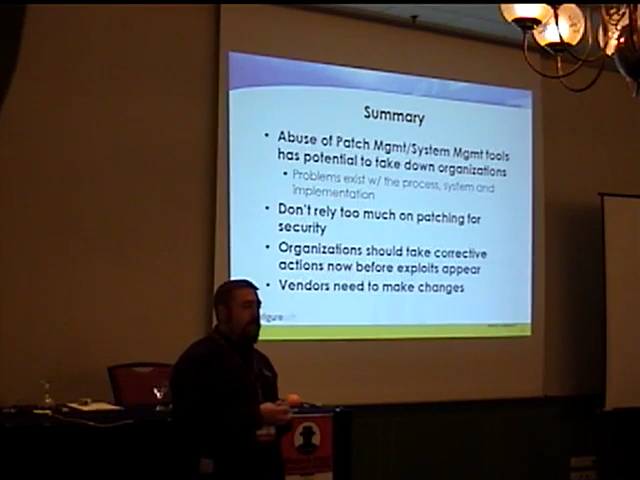 Summary
• Abuse of Patch Mgmt/System Mgmt tools
has potential to take down organizations
• Problems exist w/ the process, system and
implementation
• Don't rely too much on patching for
security
• Organizations should take corrective
actions now before exploits appear
• Vendors need to make changes
figure